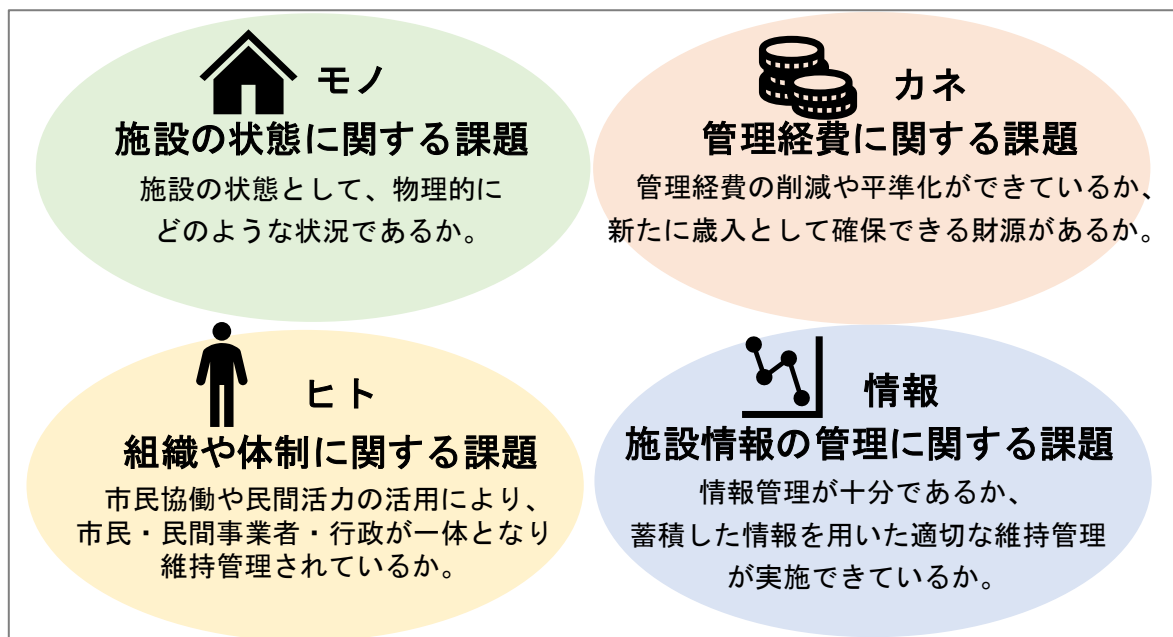 モノ
施設の状態に関する課題
施設の状態として、物理的に
どのような状況であるか。
カネ
管理経費に関する課題
管理経費の削減や平準化ができているか、
新たに歳入として確保できる財源があるか。
ヒト
組織や体制に関する課題
市民協働や民間活力の活用により、
市民・民間事業者・行政が一体となり
維持管理されているか。
情報
施設情報の管理に関する課題
情報管理が十分であるか、
蓄積した情報を用いた適切な維持管理
が実施できているか。